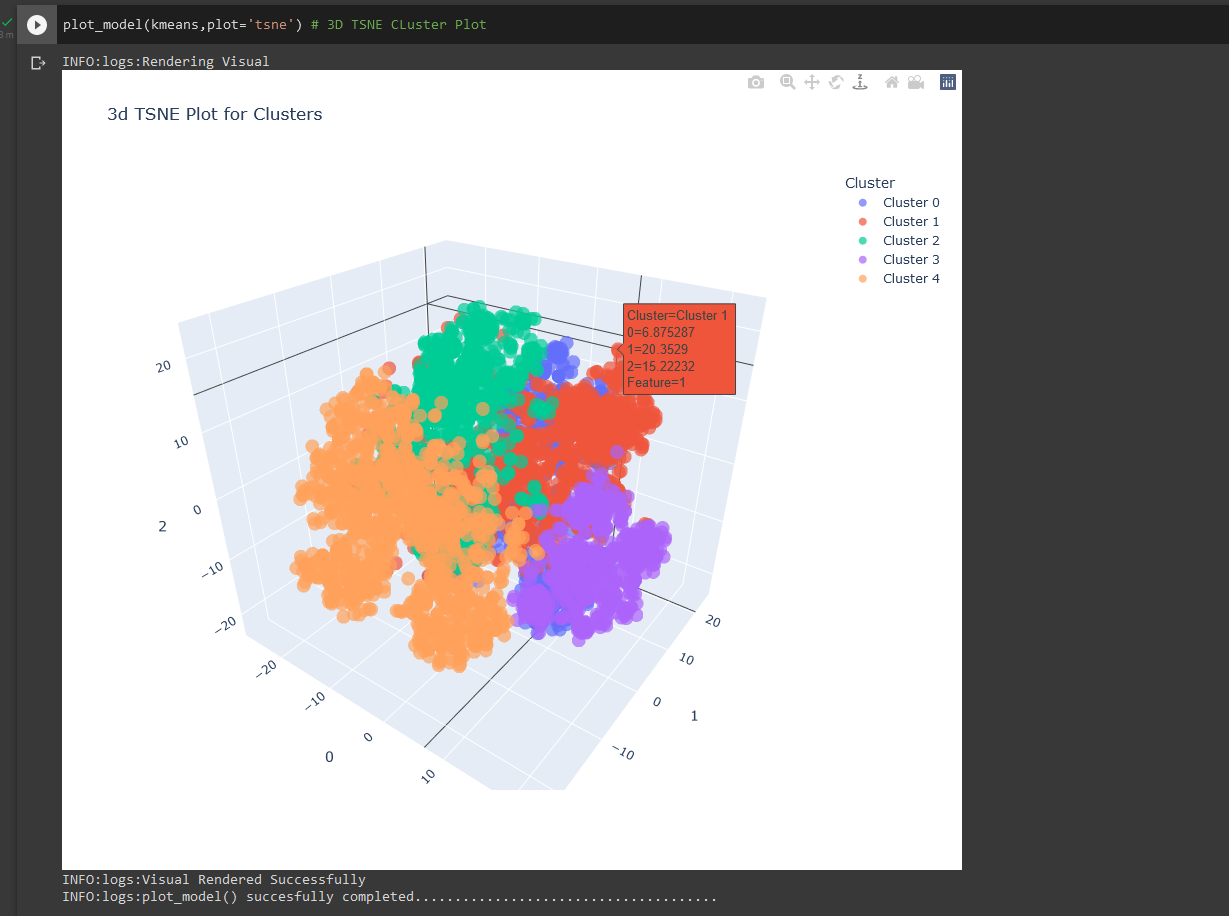 plot_model(kmeans,plot='tsne') # 3D TSNE CLuster Plot
INFO:logs:Rendering Visual
3d TSNE Plot for Clusters
Cluster
Cluster 0
Cluster 1
Cluster 2
Cluster 3
Cluster 4
Cluster=Cluster 1
0=6.875287
1=20.3529
2=15.22232
Feature=1
20
10
0
2
−10
−20
−20
−10
0
0
10
20
10
0
1
−10
INFO:logs:Visual Rendered Successfully
INFO:logs:plot_model() succesfully completed......................................